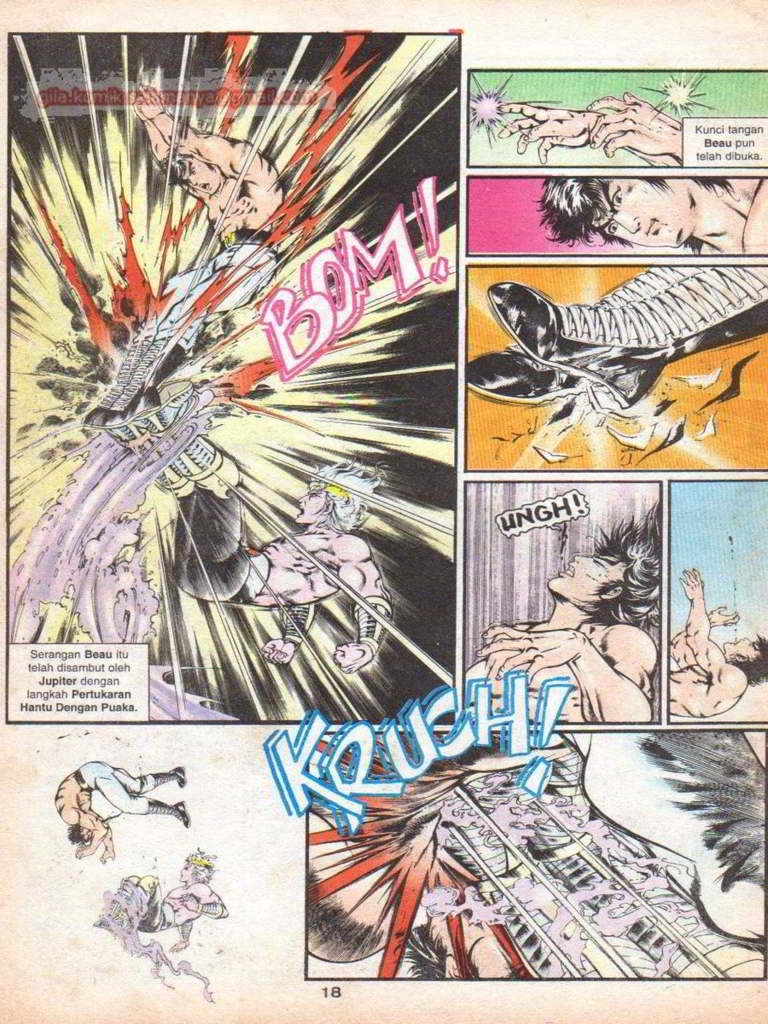 BOM!
Kunci tangan
Beau pun
telah dibuka.
UNGH!
Serangan Beau itu
telah disambut oleh
Jupiter dengan
langkah Pertukaran
Hantu Dengan Puaka.
KRUCH!
18